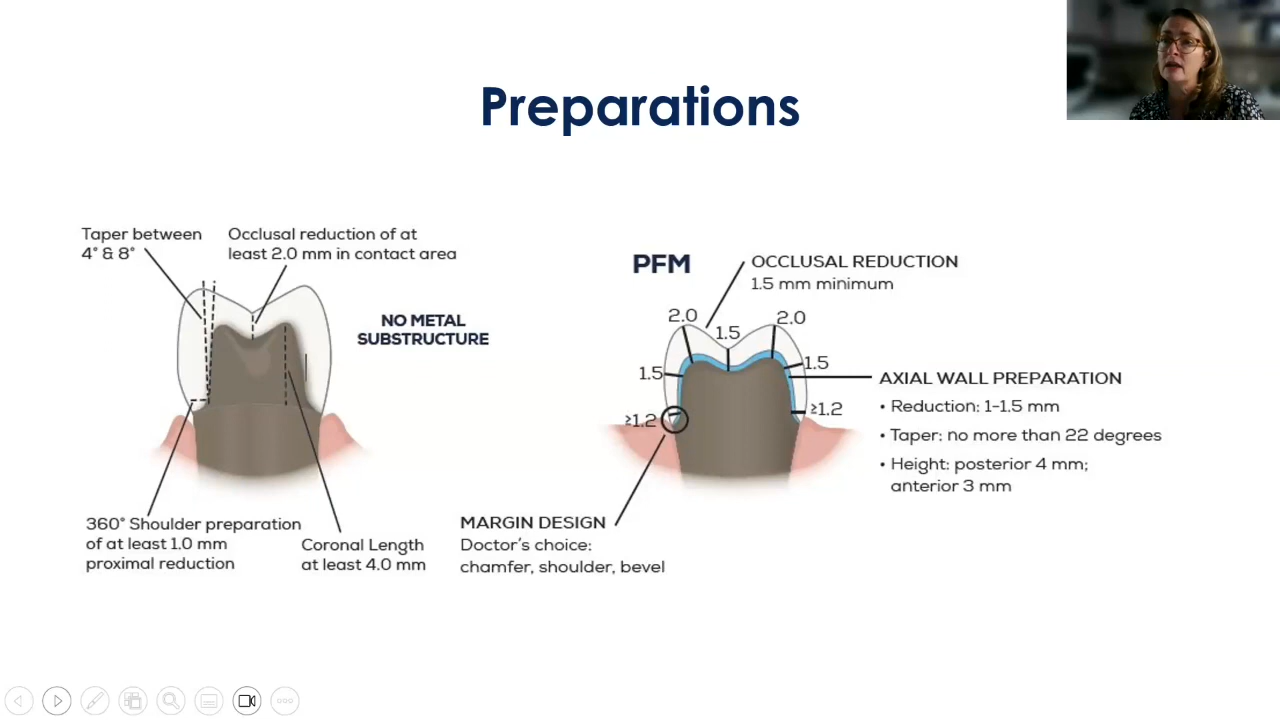 Preparations
Taper between
4° & 8°
Occlusal reduction of at
least 2.0 mm in contact area
NO METAL
SUBSTRUCTURE
360° Shoulder preparation
of at least 1.0 mm
proximal reduction
Coronal Length
at least 4.0 mm
PFM
OCCLUSAL REDUCTION
1.5 mm minimum
2.0
1.5
2.0
1.5
1.5
≥1.2
≥1.2
AXIAL WALL PREPARATION
• Reduction: 1-1.5 mm
• Taper: no more than 22 degrees
• Height: posterior 4 mm;
anterior 3 mm
MARGIN DESIGN
Doctor's choice:
chamfer, shoulder, bevel